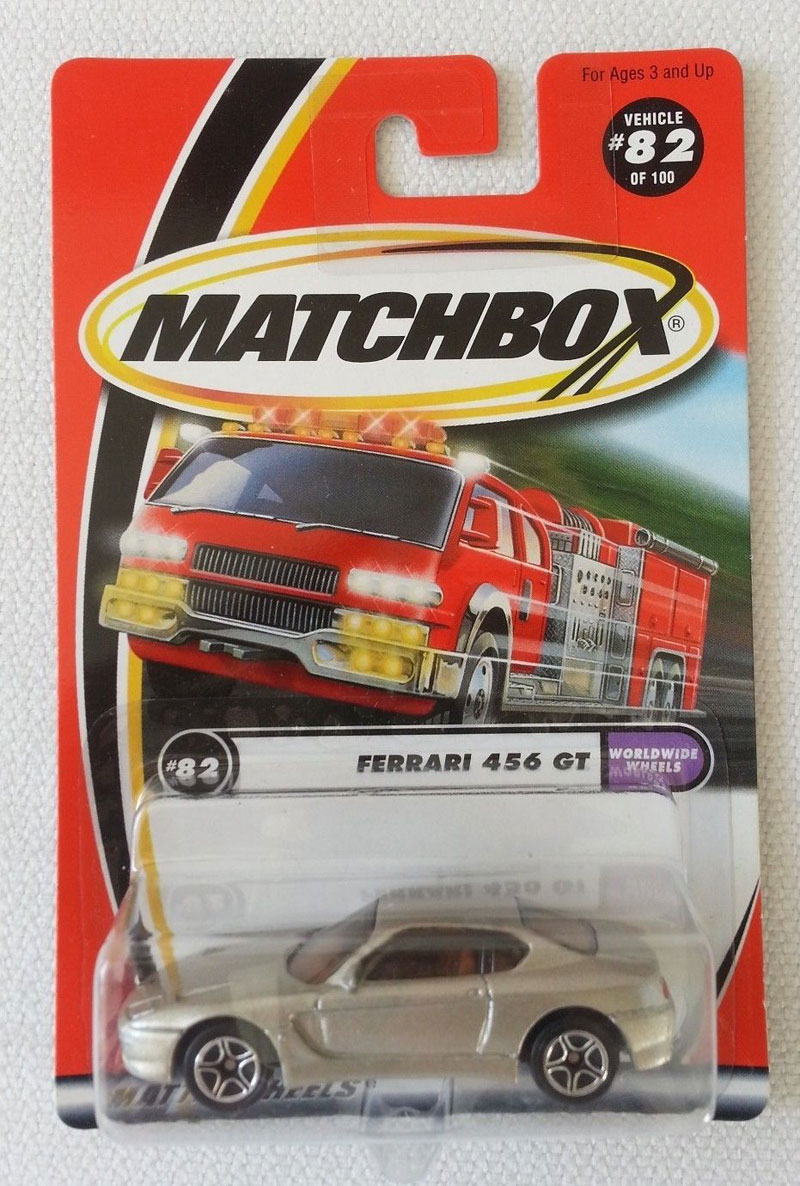 For Ages 3 and Up
VEHICLE
#82
OF 100
MATCHBOX®
#82
FERRARI 456 GT
WORLDWIDE
WHEELS